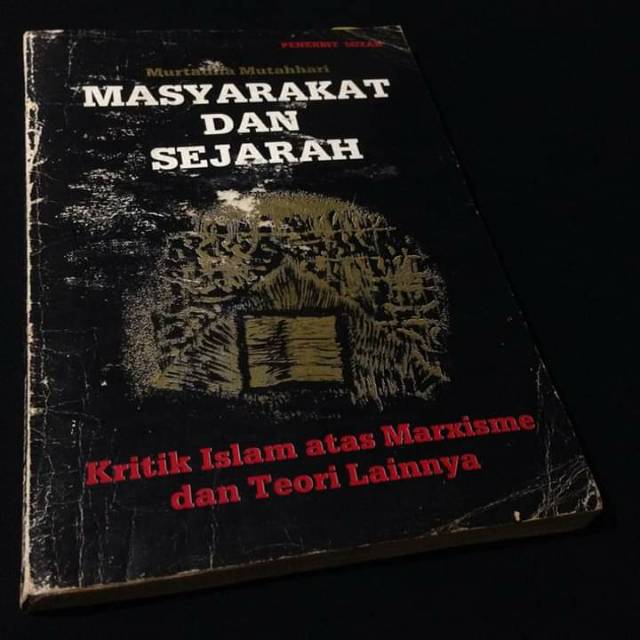 PENERBIT MIZAN
Murtadha Mutahhari
MASYARAKAT
DAN
SEJARAH
Kritik Islam atas Marxisme
dan Teori Lainnya